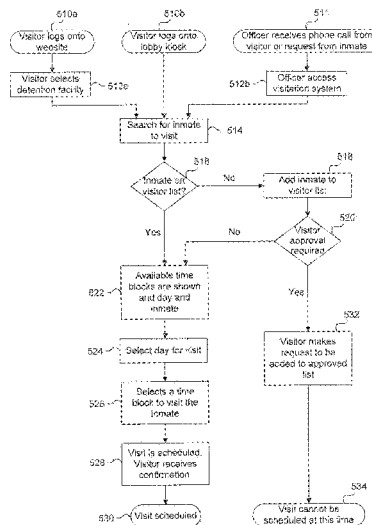 510a
510b
511
Visitor logs onto
website
Visitor logs onto
lobby kiosk
Officer receives phone call from
visitor or request from inmate
Visitor selects
detention facility
512a
512b
Officer access
visitation system
Search for inmate
to visit
514
516
Inmate on
visitor list?
No
518
Add inmate to
visitor list
520
Visitor
approval
required
No
Yes
Yes
522
Available time
blocks are shown
and day and
inmate
532
Visitor makes
request to be
added to approved
list
524
Select day for visit
526
Selects a time
block to visit the
inmate
528
Visit is scheduled.
Visitor receives
confirmation
530
Visit scheduled
534
Visit cannot be
scheduled at this time